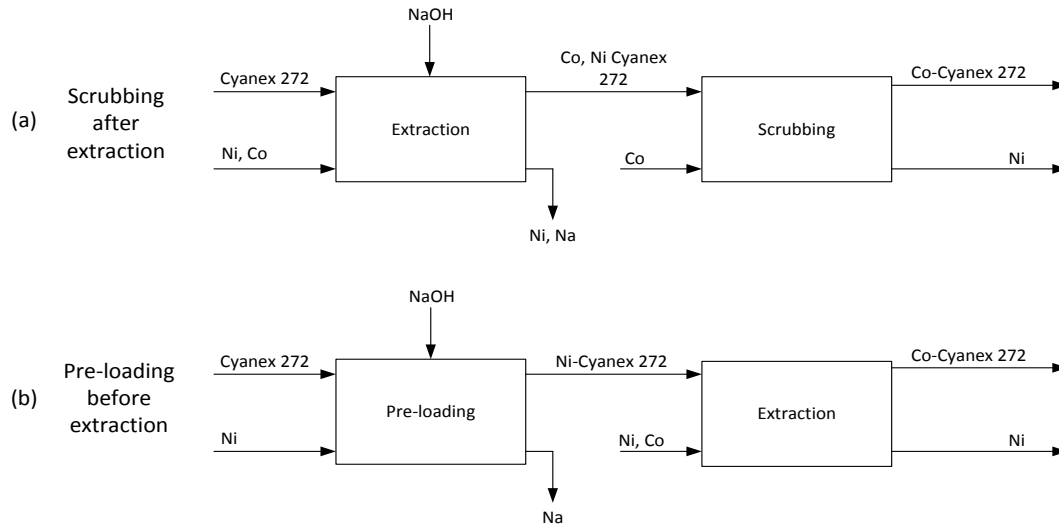 NaOH
Co, Ni Cyanex
272
Cyanex 272
Co-Cyanex 272
(a)
Scrubbing
after
extraction
Extraction
Scrubbing
Ni, Co
Co
Ni
Ni, Na
NaOH
Cyanex 272
Ni-Cyanex 272
Co-Cyanex 272
(b)
Pre-loading
before
extraction
Pre-loading
Extraction
Ni
Ni, Co
Ni
Na